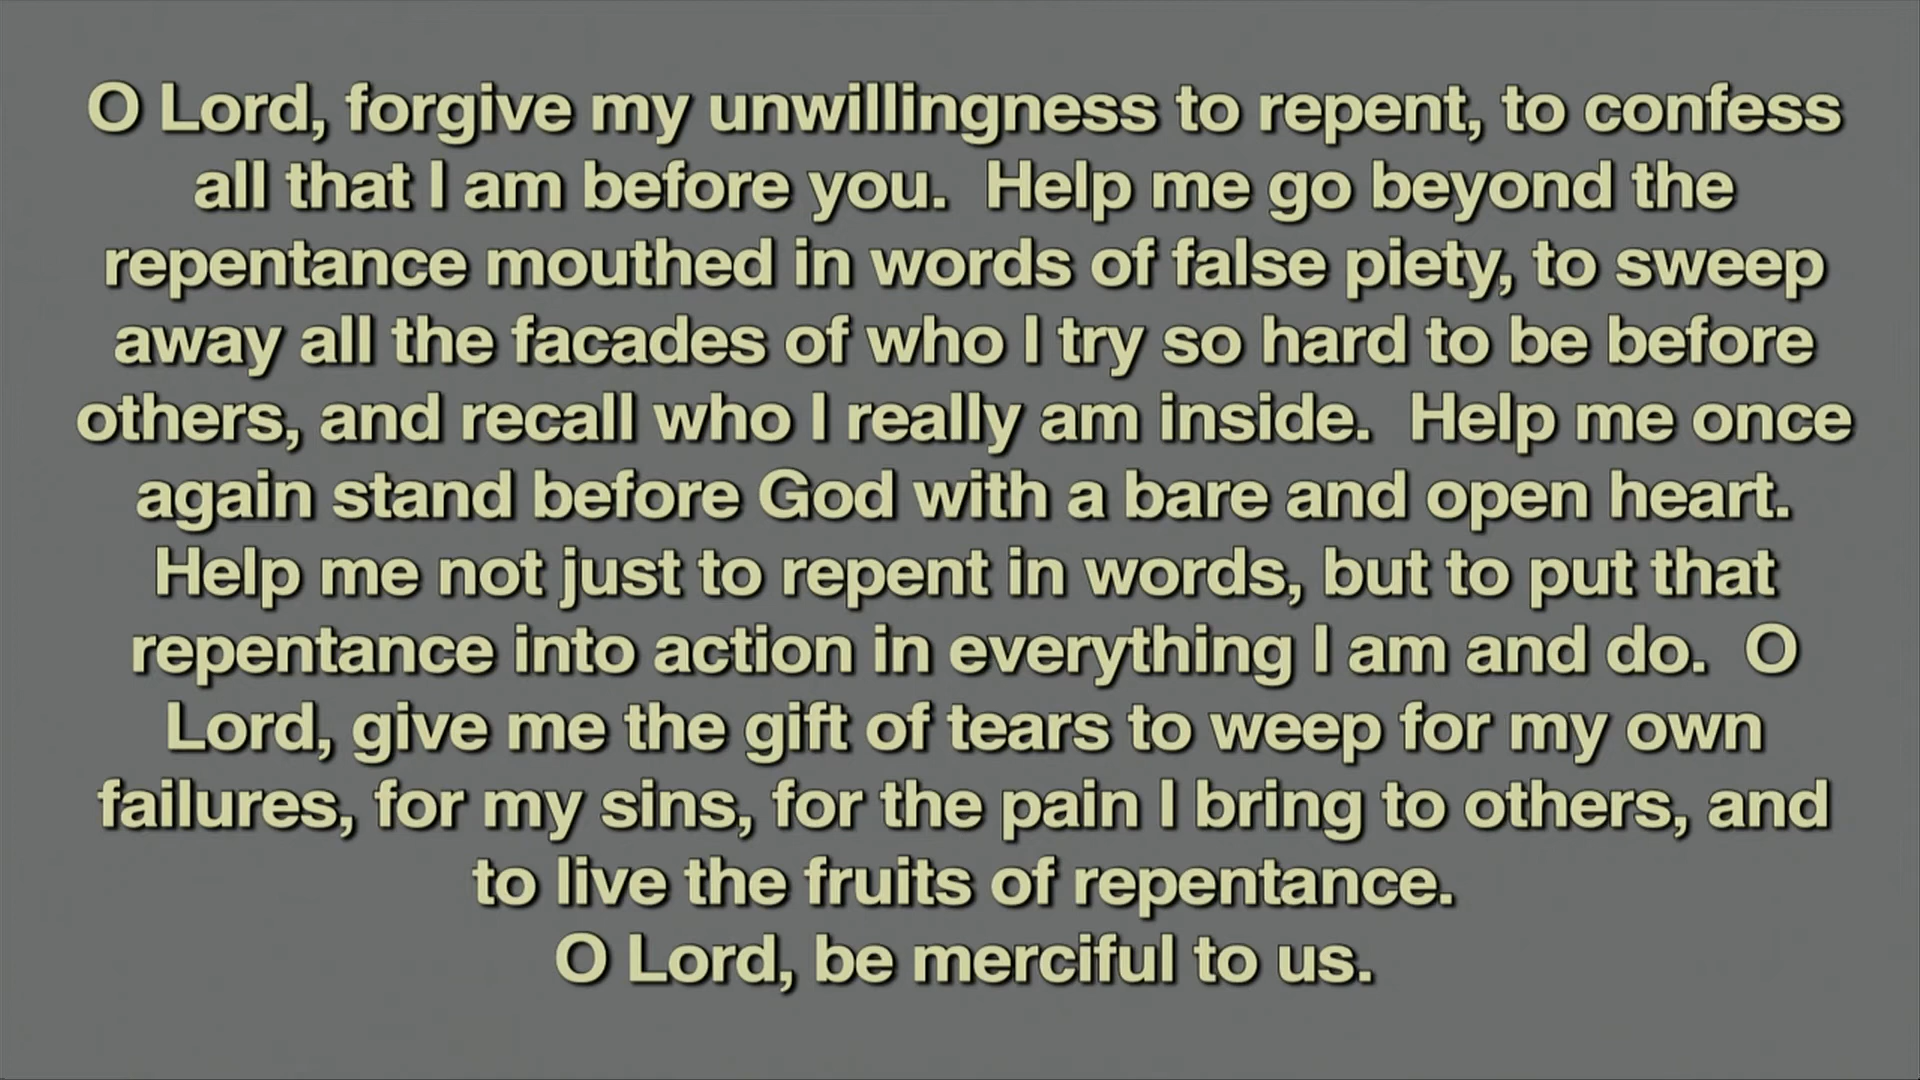 O Lord, forgive my unwillingness to repent, to confess
all that I am before you.  Help me go beyond the
repentance mouthed in words of false piety, to sweep
away all the facades of who I try so hard to be before
others, and recall who I really am inside.  Help me once
again stand before God with a bare and open heart.
Help me not just to repent in words, but to put that
repentance into action in everything I am and do.  O
Lord, give me the gift of tears to weep for my own
failures, for my sins, for the pain I bring to others, and
to live the fruits of repentance.
O Lord, be merciful to us.